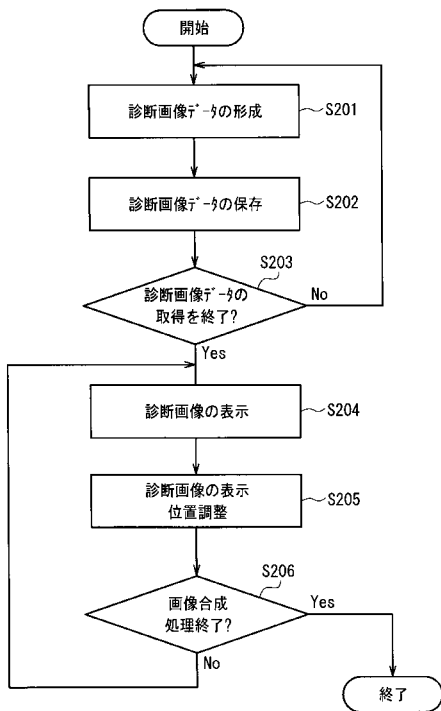 開始
診断画像ﾃﾞｰﾀの形成
S201
診断画像ﾃﾞｰﾀの保存
S202
S203
診断画像ﾃﾞｰﾀの
取得を終了?
No
Yes
診断画像の表示
S204
診断画像の表示
位置調整
S205
S206
画像合成
処理終了?
Yes
No
終了